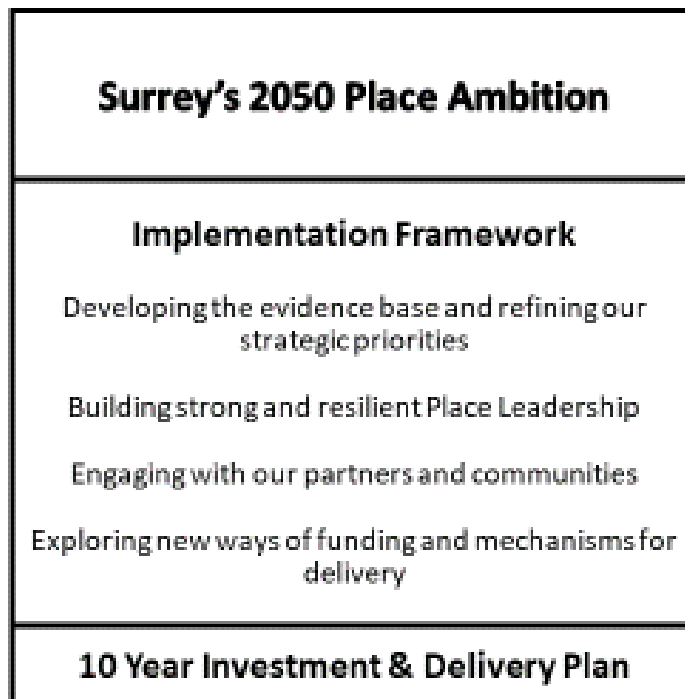 Surrey's 2050 Place Ambition
Implementation Framework
Developing the evidence base and refining our
strategic priorities
Building strong and resilient Place Leadership
Engaging with our partners and communities
Exploring new ways of funding and mechanisms for
delivery
10 Year Investment & Delivery Plan